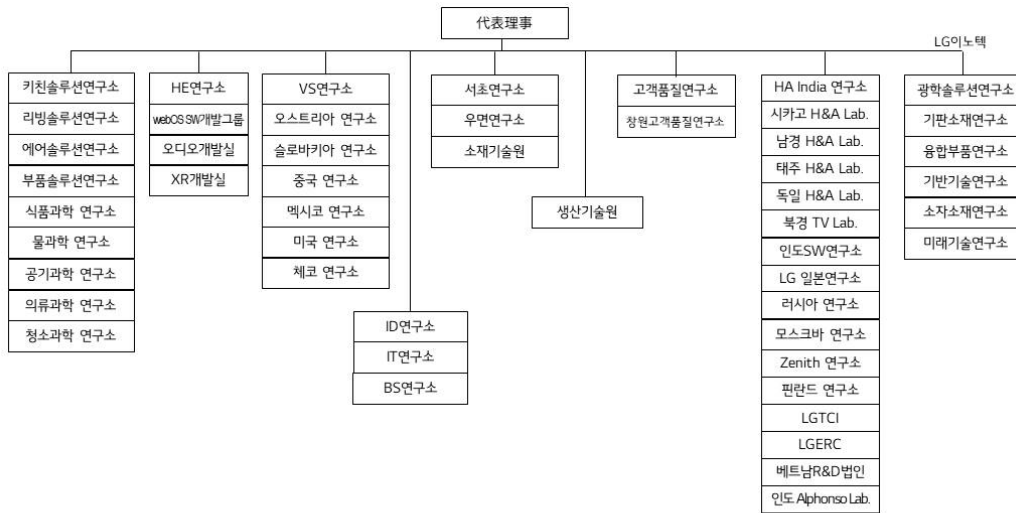 代表理事
LG이노텍
키친솔루션연구소
리빙솔루션연구소
에어솔루션연구소
부품솔루션연구소
식품과학 연구소
물과학 연구소
공기과학 연구소
의류과학 연구소
청소과학 연구소
HE연구소
webOS SW개발그룹
오디오개발실
XR개발실
VS연구소
오스트리아 연구소
슬로바키아 연구소
중국 연구소
멕시코 연구소
미국 연구소
체코 연구소
ID연구소
IT연구소
BS연구소
서초연구소
우면연구소
소재기술원
생산기술원
고객품질연구소
창원고객품질연구소
HA India 연구소
시카고 H&A Lab.
남경 H&A Lab.
태주 H&A Lab.
독일 H&A Lab.
북경 TV Lab.
인도SW연구소
LG 일본연구소
러시아 연구소
모스크바 연구소
Zenith 연구소
핀란드 연구소
LGTCI
LGERC
베트남R&D법인
인도 Alphonso Lab.
광학솔루션연구소
기판소재연구소
융합부품연구소
기반기술연구소
소자소재연구소
미래기술연구소